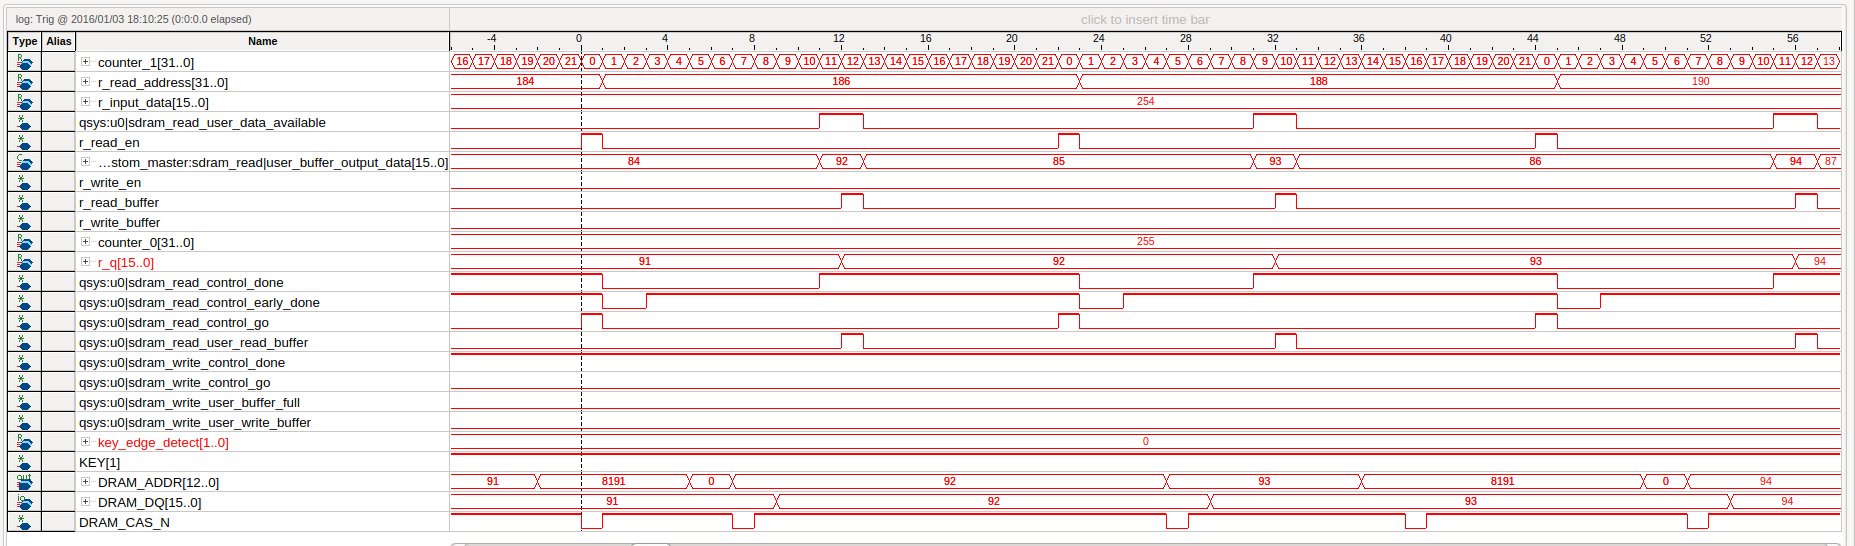 log: Trig @ 2016/01/03 18:10:25 (0:0:0.0 elapsed) click to insert time bar
Type Alias Name -4 0 4 8 12 16 20 24 28 32 36 40 44 48 52 56
counter_1[31..0] 16 17 18 19 20 21 0 1 2 3 4 5 6 7 8 9 10 11 12 13 14 15 16 17 18 19 20 21 0 1 2 3 4 5 6 7 8 9 10 11 12 13 14 15 16 17 18 19 20 21 0 1 2 3 4 5 6 7 8 9 10 11 12 13
r_read_address[31..0] 184 186 188 190
r_input_data[15..0] 254
qsys:u0|sdram_read_user_data_available
r_read_en
...stom_master:sdram_read|user_buffer_output_data[15..0] 84 92 85 93 86 94 87
r_write_en
r_read_buffer
r_write_buffer
counter_0[31..0] 255
r_q[15..0] 91 92 93 94
qsys:u0|sdram_read_control_done
qsys:u0|sdram_read_control_early_done
qsys:u0|sdram_read_control_go
qsys:u0|sdram_read_user_read_buffer
qsys:u0|sdram_write_control_done
qsys:u0|sdram_write_control_go
qsys:u0|sdram_write_user_buffer_full
qsys:u0|sdram_write_user_write_buffer
key_edge_detect[1..0] 0
KEY[1]
DRAM_ADDR[12..0] 91 8191 0 92 93 8191 0 94
DRAM_DQ[15..0] 91 92 93 94
DRAM_CAS_N